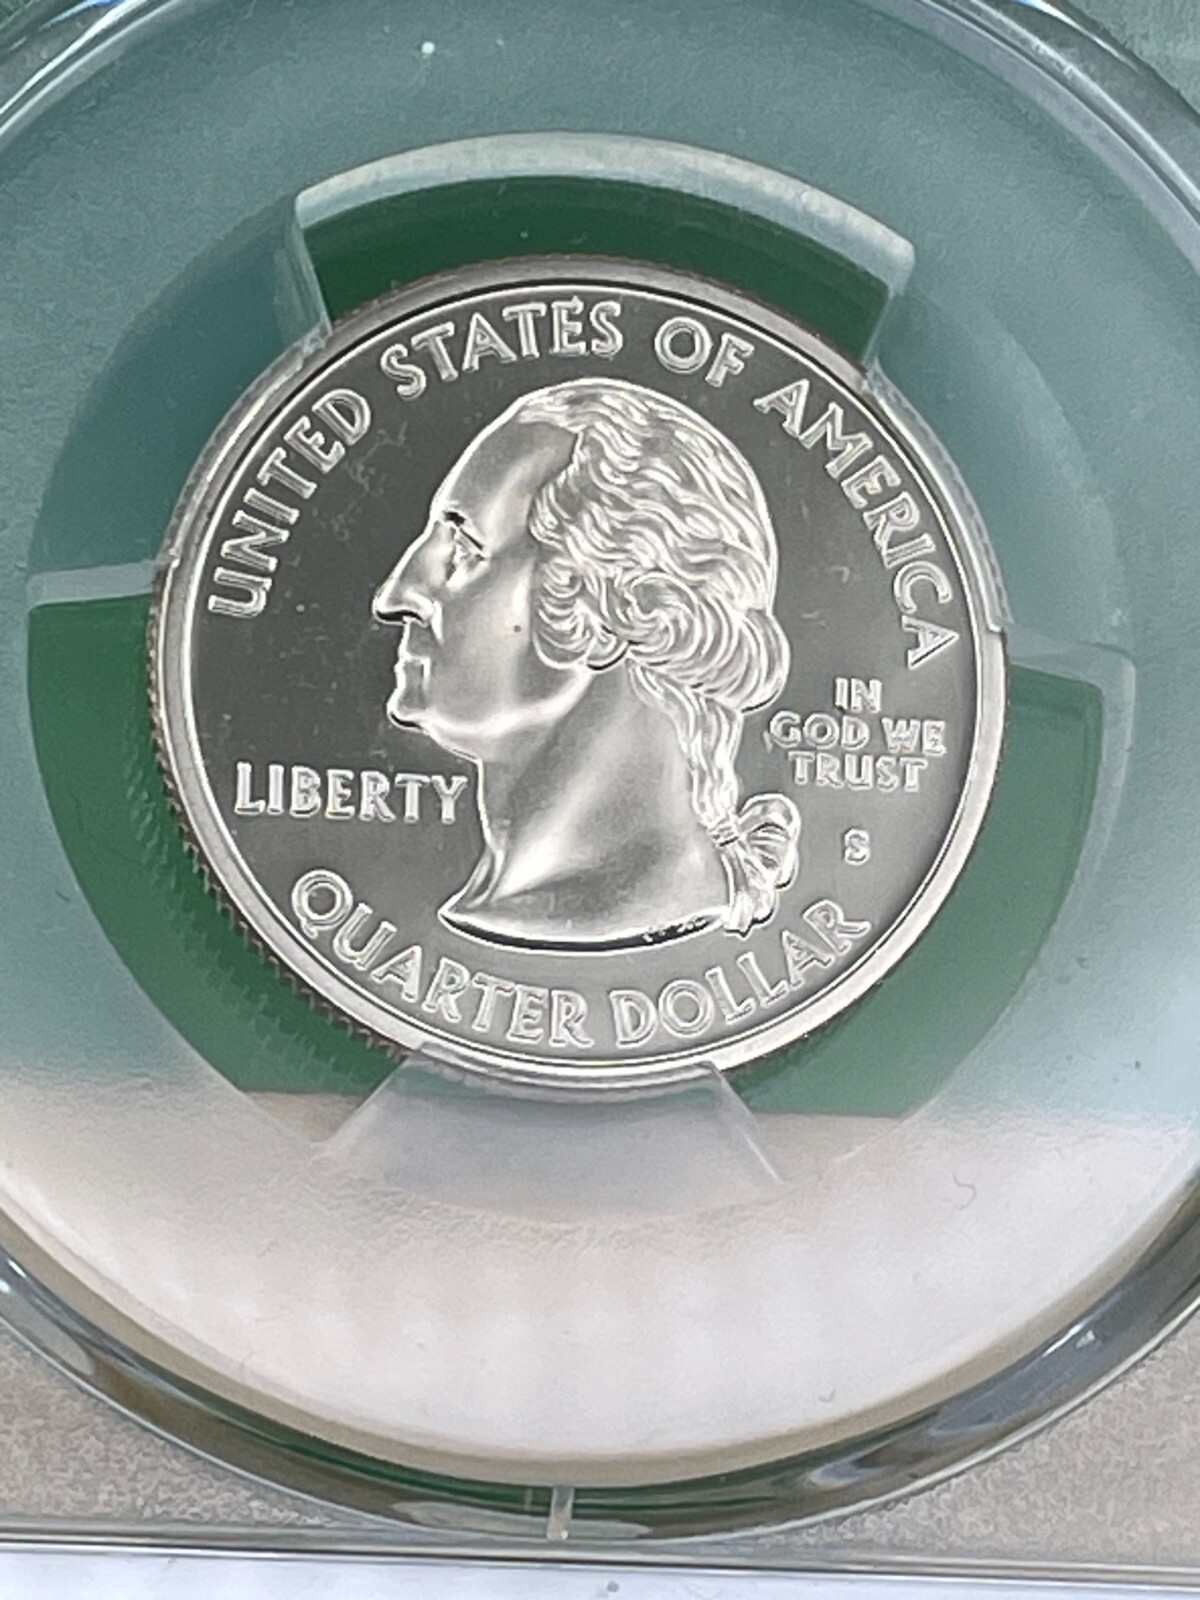 UNITED STATES OF AMERICA
LIBERTY
IN
GOD WE
TRUST
S
QUARTER DOLLAR